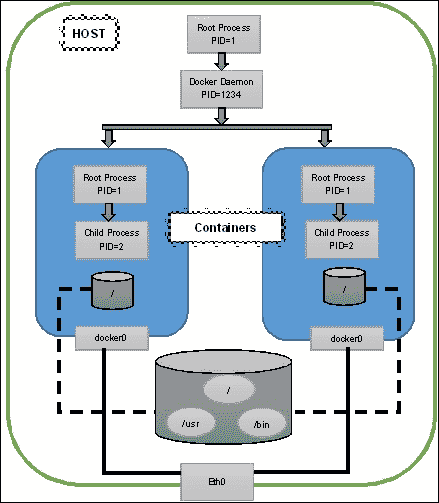 HOST
Root Process
PID=1
Docker Daemon
PID=1234
Root Process
PID=1
Root Process
PID=1
Child Process
PID=2
Containers
Child Process
PID=2
/
/
docker0
docker0
/
/usr
/bin
Eth0